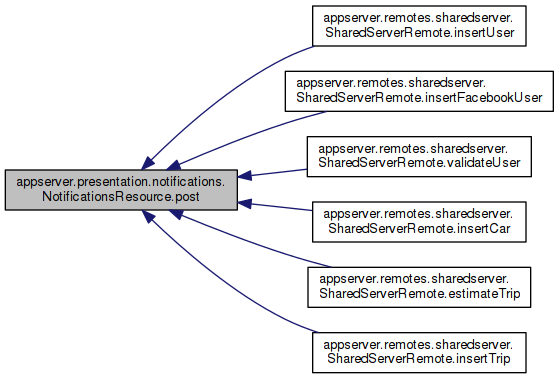 appserver.remotes.sharedserver.
SharedServerRemote.insertUser
appserver.remotes.sharedserver.
SharedServerRemote.insertFacebookUser
appserver.remotes.sharedserver.
SharedServerRemote.validateUser
appserver.presentation.notifications.
NotificationsResource.post
appserver.remotes.sharedserver.
SharedServerRemote.insertCar
appserver.remotes.sharedserver.
SharedServerRemote.estimateTrip
appserver.remotes.sharedserver.
SharedServerRemote.insertTrip